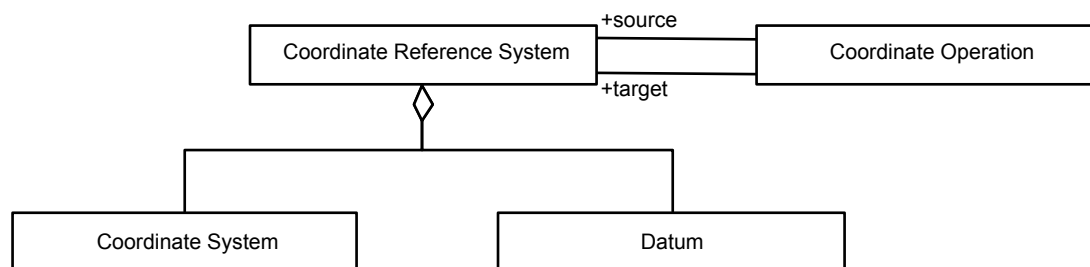 +source
Coordinate Reference System
Coordinate Operation
+target
Coordinate System
Datum